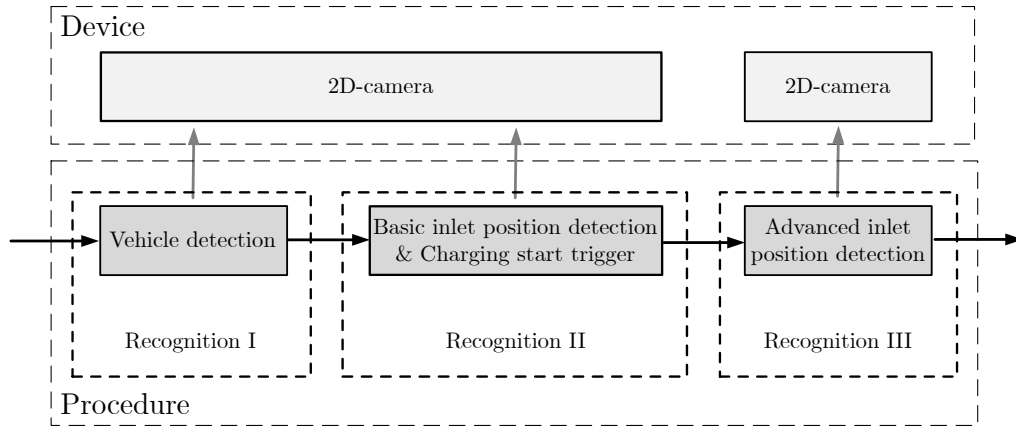 Device
2D-camera
2D-camera
Vehicle detection
Basic inlet position detection
& Charging start trigger
Advanced inlet
position detection
Recognition I
Recognition II
Recognition III
Procedure